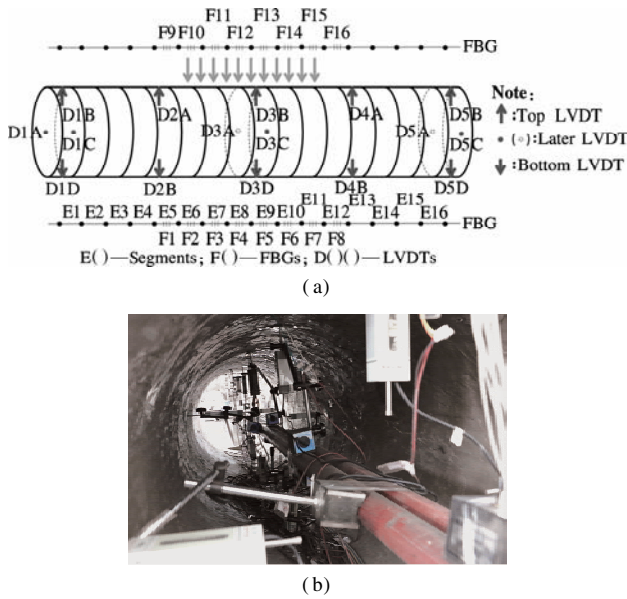 F11 F13 F15
F9 F10 F12 F14 F16
FBG
D1B D2A D3B D4A D5B
D1A D3A D5A
D1C D3C D5C
D1D D2B D3D D4B D5D
Note:
:Top LVDT
( ):Later LVDT
:Bottom LVDT
E11 E13 E15
E1 E2 E3 E4 E5 E6 E7 E8 E9 E10 E12 E14 E16
FBG
F1 F2 F3 F4 F5 F6 F7 F8
E( )—Segments; F( )—FBGs; D( )( )—LVDTs
(a)
(b)